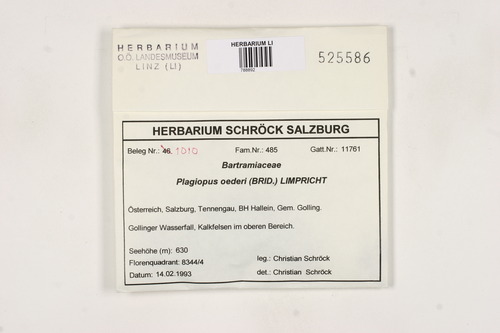 HERBARIUM
O.Ö. LANDESMUSEUM
LINZ (LI)
HERBARIUM LI
788692
525586
HERBARIUM SCHRÖCK SALZBURG
Beleg Nr.: 46. 1010 Fam.Nr.: 485 Gatt.Nr.: 11761
Bartramiaceae
Plagiopus oederi (BRID.) LIMPRICHT
Österreich, Salzburg, Tennengau, BH Hallein, Gem. Golling.
Gollinger Wasserfall, Kalkfelsen im oberen Bereich.
Seehöhe (m): 630
Florenquadrant: 8344/4 leg.: Christian Schröck
Datum: 14.02.1993 det.: Christian Schröck